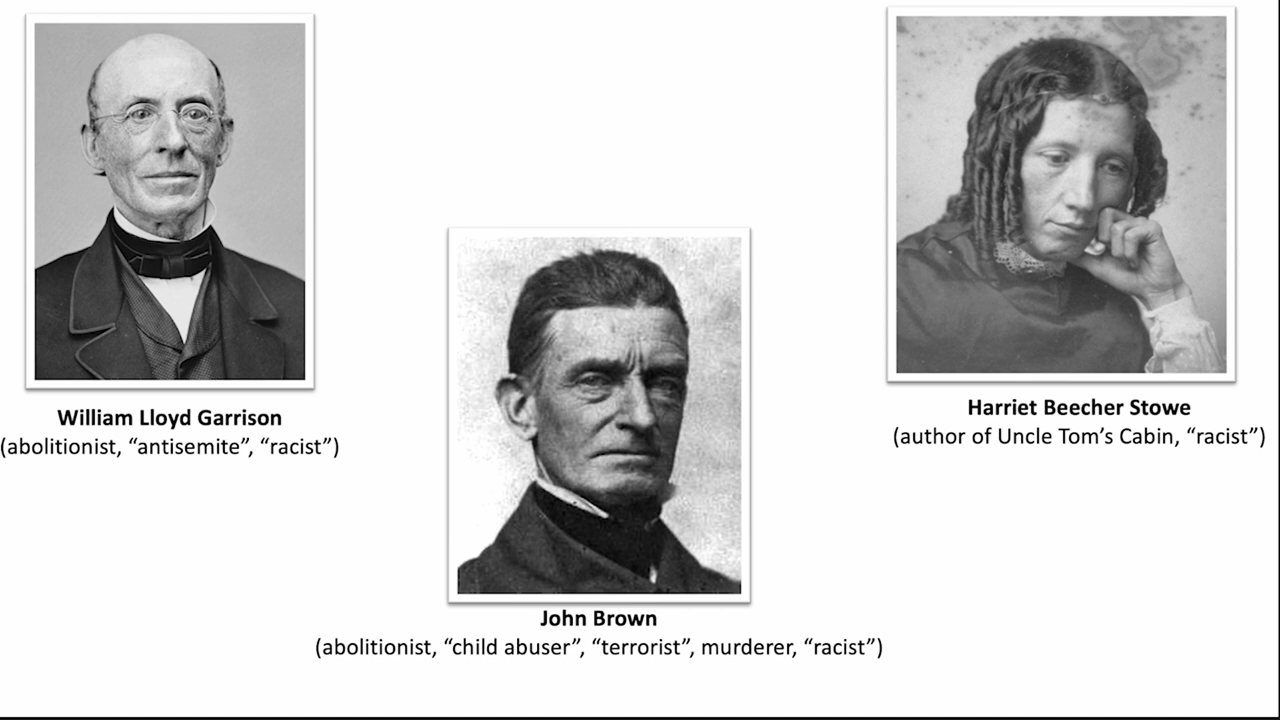 William Lloyd Garrison
(abolitionist, “antisemite”, “racist”)
Harriet Beecher Stowe
(author of Uncle Tom’s Cabin, “racist”)
John Brown
(abolitionist, “child abuser”, “terrorist”, murderer, “racist”)